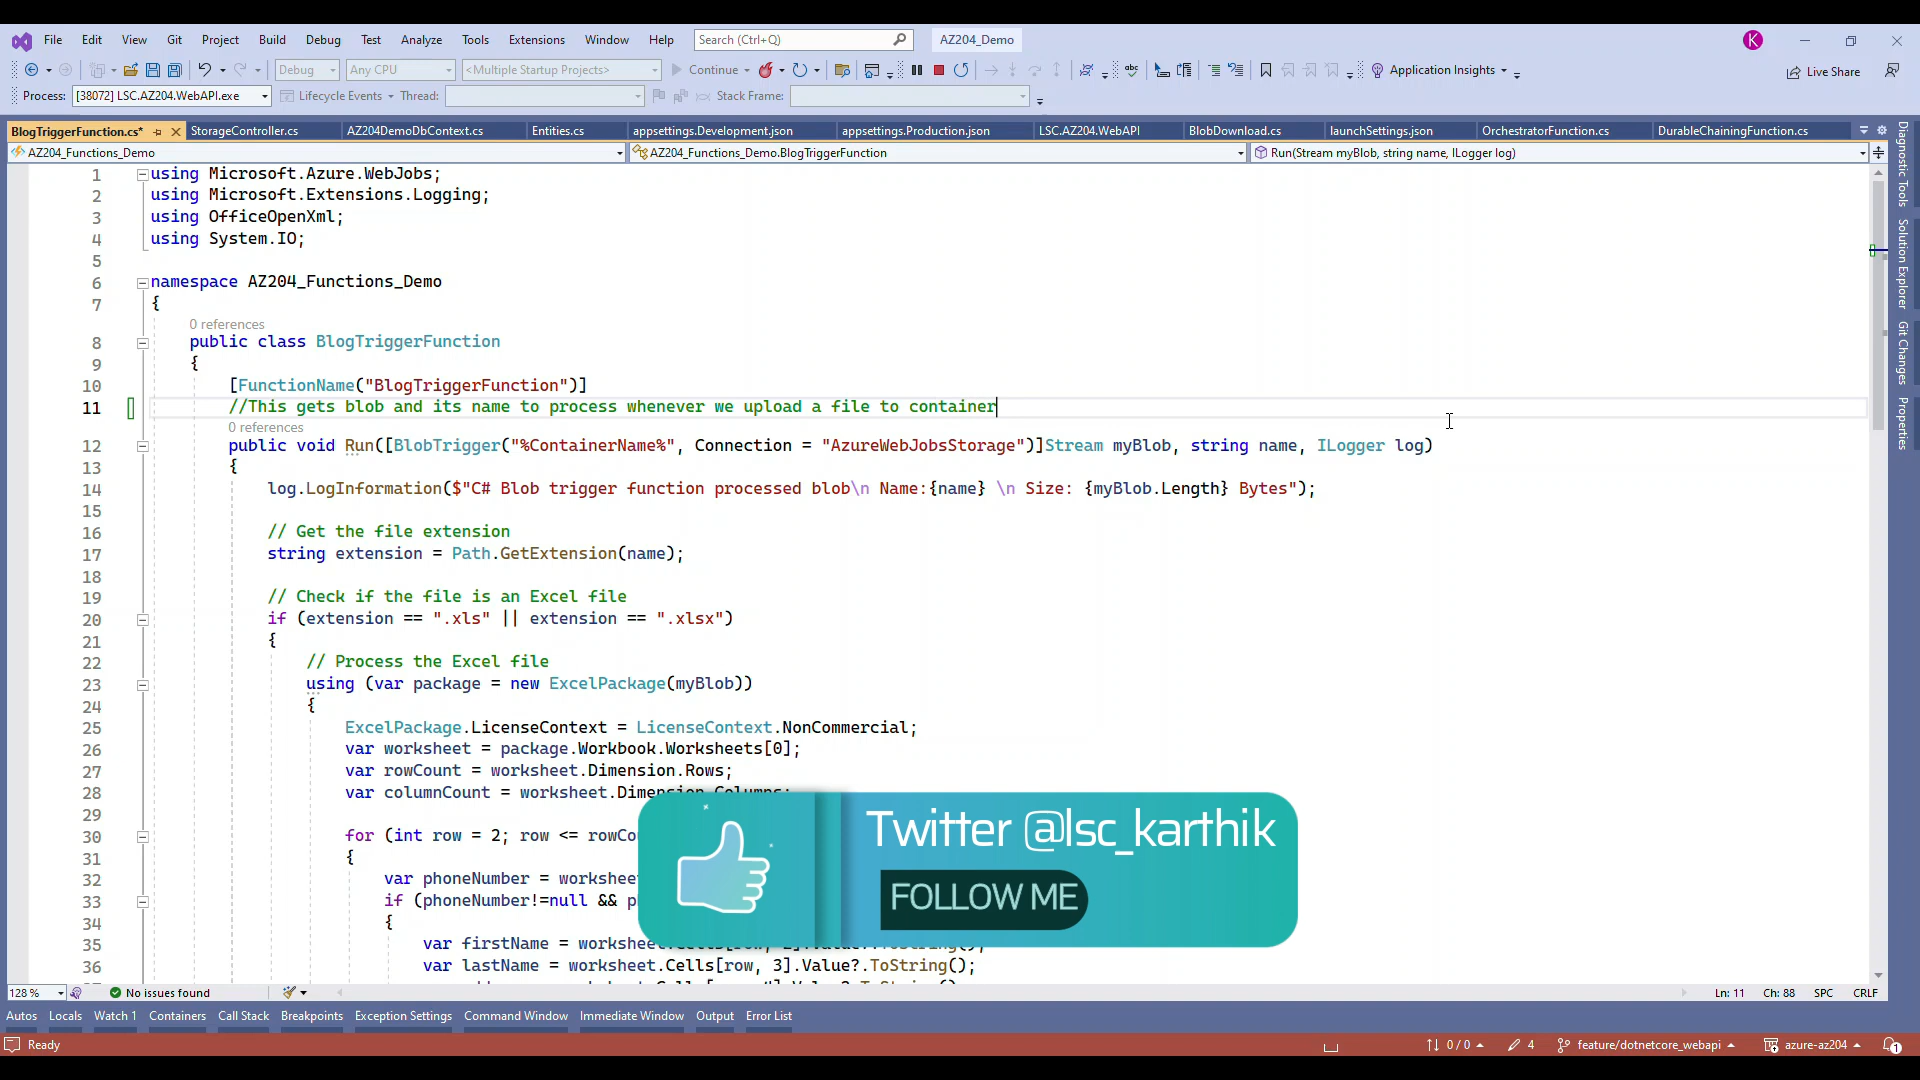 File Edit View Git Project Build Debug Test Analyze Tools Extensions Window Help Search (Ctrl+Q) AZ204_Demo K
Debug Any CPU <Multiple Startup Projects> Continue Application Insights Live Share
Process: [38072] LSC.AZ204.WebAPI.exe Lifecycle Events Thread: Stack Frame:
BlogTriggerFunction.cs* StorageController.cs AZ204DemoDbContext.cs Entities.cs appsettings.Development.json appsettings.Production.json LSC.AZ204.WebAPI BlobDownload.cs launchSettings.json OrchestratorFunction.cs DurableChainingFunction.cs
AZ204_Functions_Demo AZ204_Functions_Demo.BlogTriggerFunction Run(Stream myBlob, string name, ILogger log)
1 using Microsoft.Azure.WebJobs;
2 using Microsoft.Extensions.Logging;
3 using OfficeOpenXml;
4 using System.IO;
5
6 namespace AZ204_Functions_Demo
7 {
0 references
8 public class BlogTriggerFunction
9 {
10 [FunctionName("BlogTriggerFunction")]
11 //This gets blob and its name to process whenever we upload a file to container
0 references
12 public void Run([BlobTrigger("%ContainerName%", Connection = "AzureWebJobsStorage")]Stream myBlob, string name, ILogger log)
13 {
14 log.LogInformation($"C# Blob trigger function processed blob\n Name:{name} \n Size: {myBlob.Length} Bytes");
15
16 // Get the file extension
17 string extension = Path.GetExtension(name);
18
19 // Check if the file is an Excel file
20 if (extension == ".xls" || extension == ".xlsx")
21 {
22 // Process the Excel file
23 using (var package = new ExcelPackage(myBlob))
24 {
25 ExcelPackage.LicenseContext = LicenseContext.NonCommercial;
26 var worksheet = package.Workbook.Worksheets[0];
27 var rowCount = worksheet.Dimension.Rows;
28 var columnCount = worksheet.Dimension.Columns;
29
30 for (int row = 2; row <= rowCo
31 {
32 var phoneNumber = workshee
33 if (phoneNumber!=null &&
34 {
35 var firstName = worksheet
36 var lastName = worksheet.Cells[row, 3].Value?.ToString();
Twitter @lsc_karthik
FOLLOW ME
Diagnostic Tools
Solution Explorer
Git Changes
Properties
128 % No issues found Ln: 11 Ch: 88 SPC CRLF
Autos Locals Watch 1 Containers Call Stack Breakpoints Exception Settings Command Window Immediate Window Output Error List
Ready 0 / 0 4 feature/dotnetcore_webapi azure-az204 1